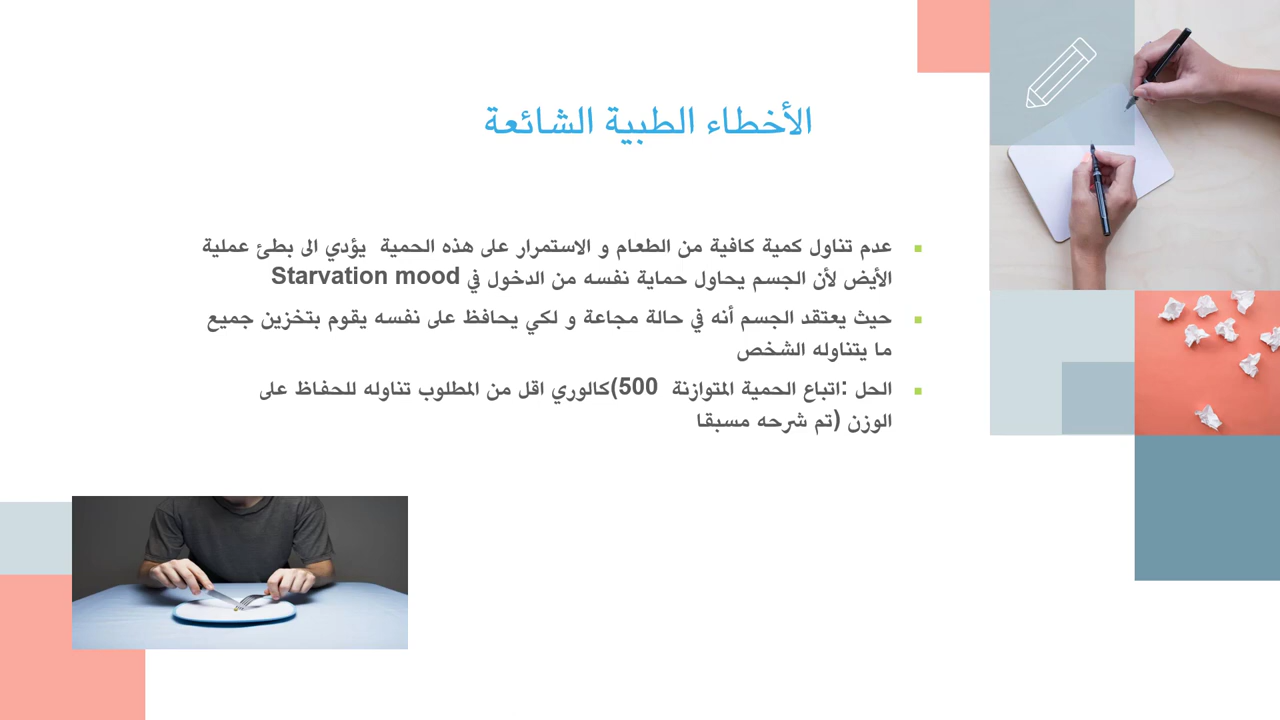 الأخطاء الطبية الشائعة
عدم تناول كمية كافية من الطعام و الاستمرار على هذه الحمية يؤدي الى بطئ عملية
الأيض لأن الجسم يحاول حماية نفسه من الدخول في Starvation mood
حيث يعتقد الجسم أنه في حالة مجاعة و لكي يحافظ على نفسه يقوم بتخزين جميع
ما يتناوله الشخص
الحل :اتباع الحمية المتوازنة 500)كالوري اقل من المطلوب تناوله للحفاظ على
الوزن (تم شرحه مسبقا